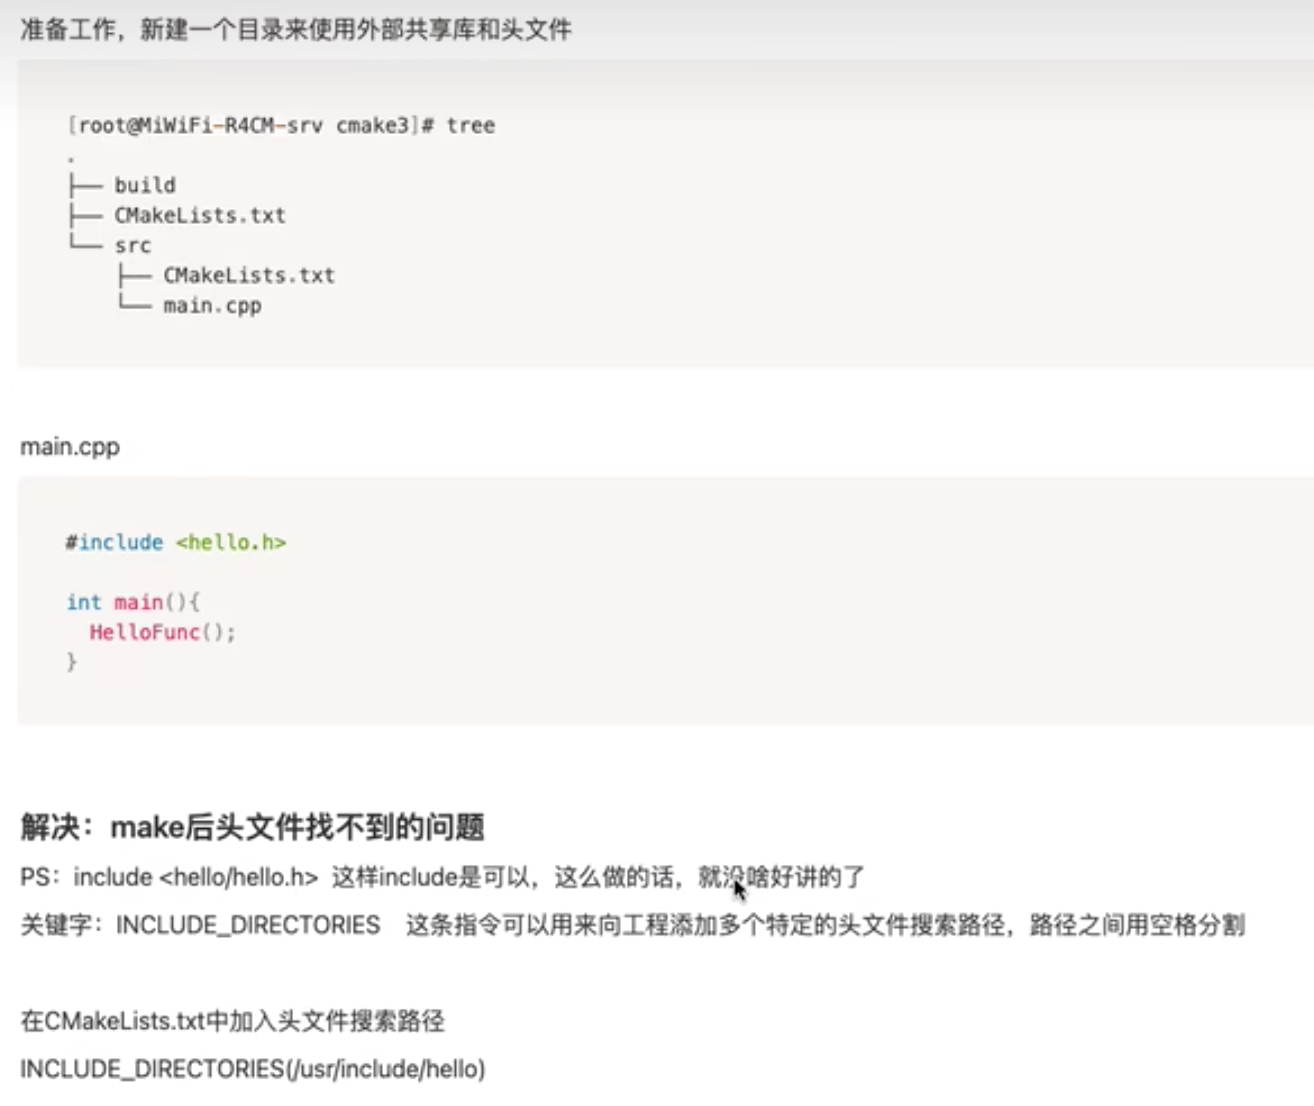 准备工作，新建一个目录来使用外部共享库和头文件
[root@MiWiFi-R4CM-srv cmake3]# tree
.
├── build
├── CMakeLists.txt
└── src
    ├── CMakeLists.txt
    └── main.cpp
main.cpp
#include <hello.h>
int main(){
  HelloFunc();
}
解决：make后头文件找不到的问题
PS：include <hello/hello.h> 这样include是可以，这么做的话，就没啥好讲的了
关键字：INCLUDE_DIRECTORIES 这条指令可以用来向工程添加多个特定的头文件搜索路径，路径之间用空格分割
在CMakeLists.txt中加入头文件搜索路径
INCLUDE_DIRECTORIES(/usr/include/hello)